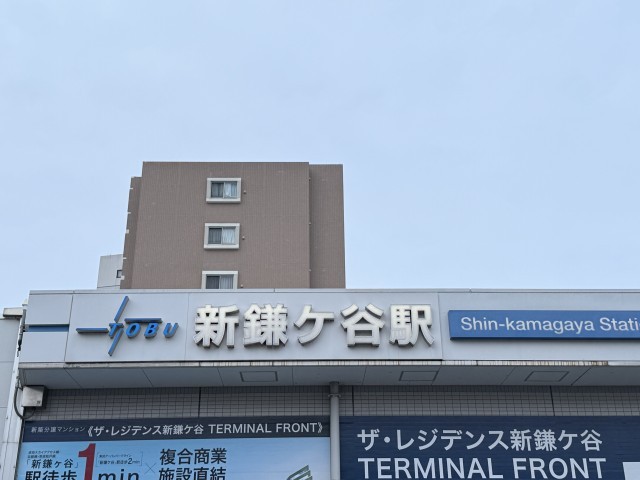 TOBU
新鎌ケ谷駅
Shin-kamagaya Stati
新築分譲マンション
《ザ・レジデンス新鎌ケ谷 TERMINAL FRONT》
「新鎌ケ谷」
駅徒歩1min
×
複合商業
施設直結
ザ・レジデンス新鎌ケ谷
TERMINAL FRONT